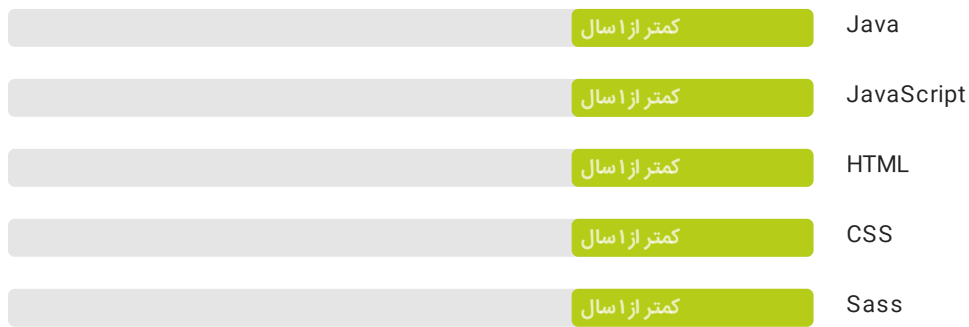 Java
کمتر از ۱ سال
JavaScript
کمتر از ۱ سال
HTML
کمتر از ۱ سال
CSS
کمتر از ۱ سال
Sass
کمتر از ۱ سال